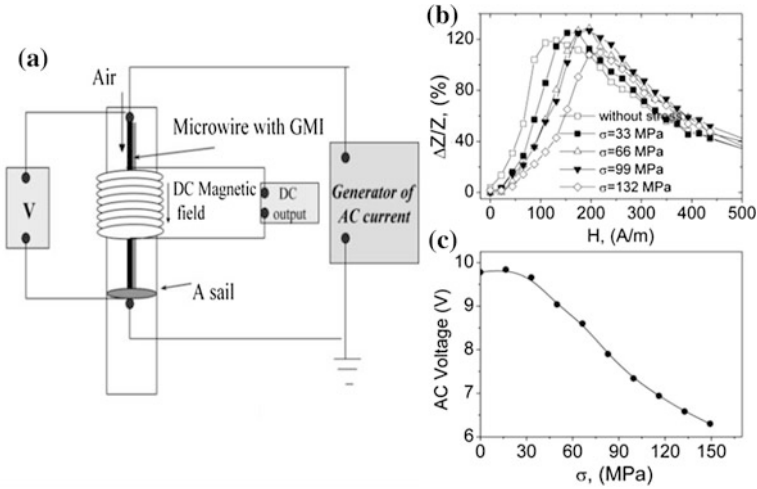 (a)
Air
Microwire with GMI
V
DC Magnetic
field
DC
output
Generator of
AC current
A sail
(b)
ΔZ/Z, (%)
120
80
40
0
without stress
σ=33 MPa
σ=66 MPa
σ=99 MPa
σ=132 MPa
0 100 200 300 400 500
H, (A/m)
(c)
AC Voltage (V)
10
9
8
7
6
0 30 60 90 120 150
σ, (MPa)